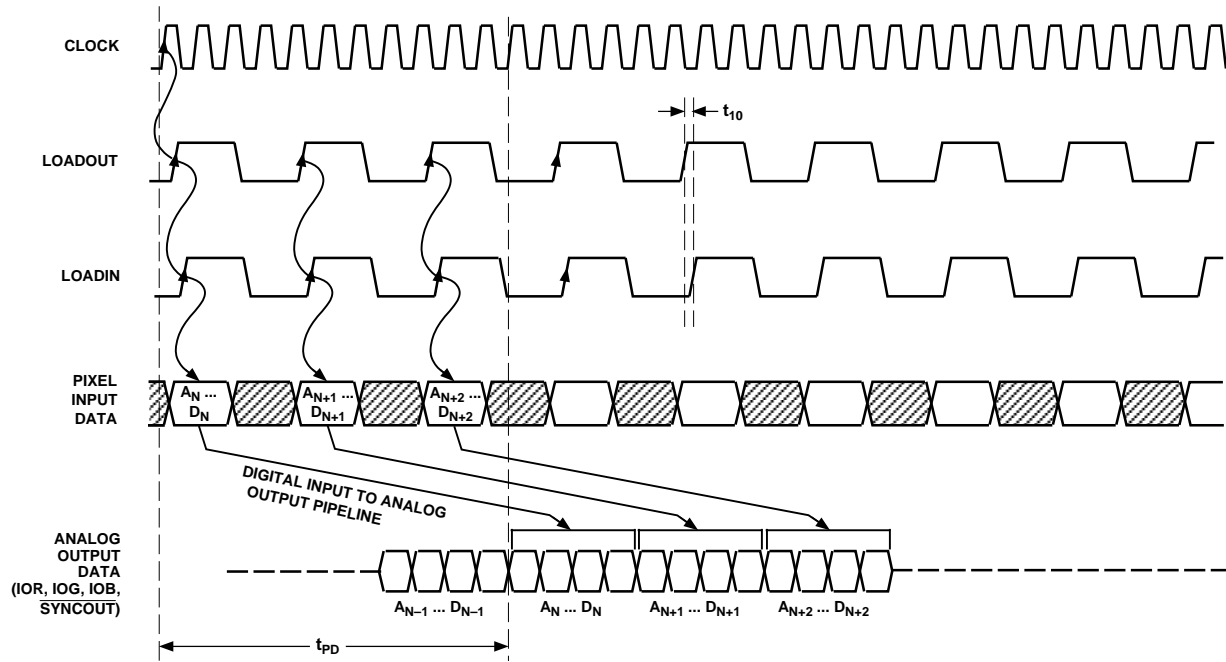 CLOCK
t10
LOADOUT
LOADIN
PIXEL
INPUT
DATA
AN ...
DN
AN+1 ...
DN+1
AN+2 ...
DN+2
DIGITAL INPUT TO ANALOG
OUTPUT PIPELINE
ANALOG
OUTPUT
DATA
(IOR, IOG, IOB,
SYNCOUT)
AN–1 ... DN–1
AN ... DN
AN+1 ... DN+1
AN+2 ... DN+2
tPD